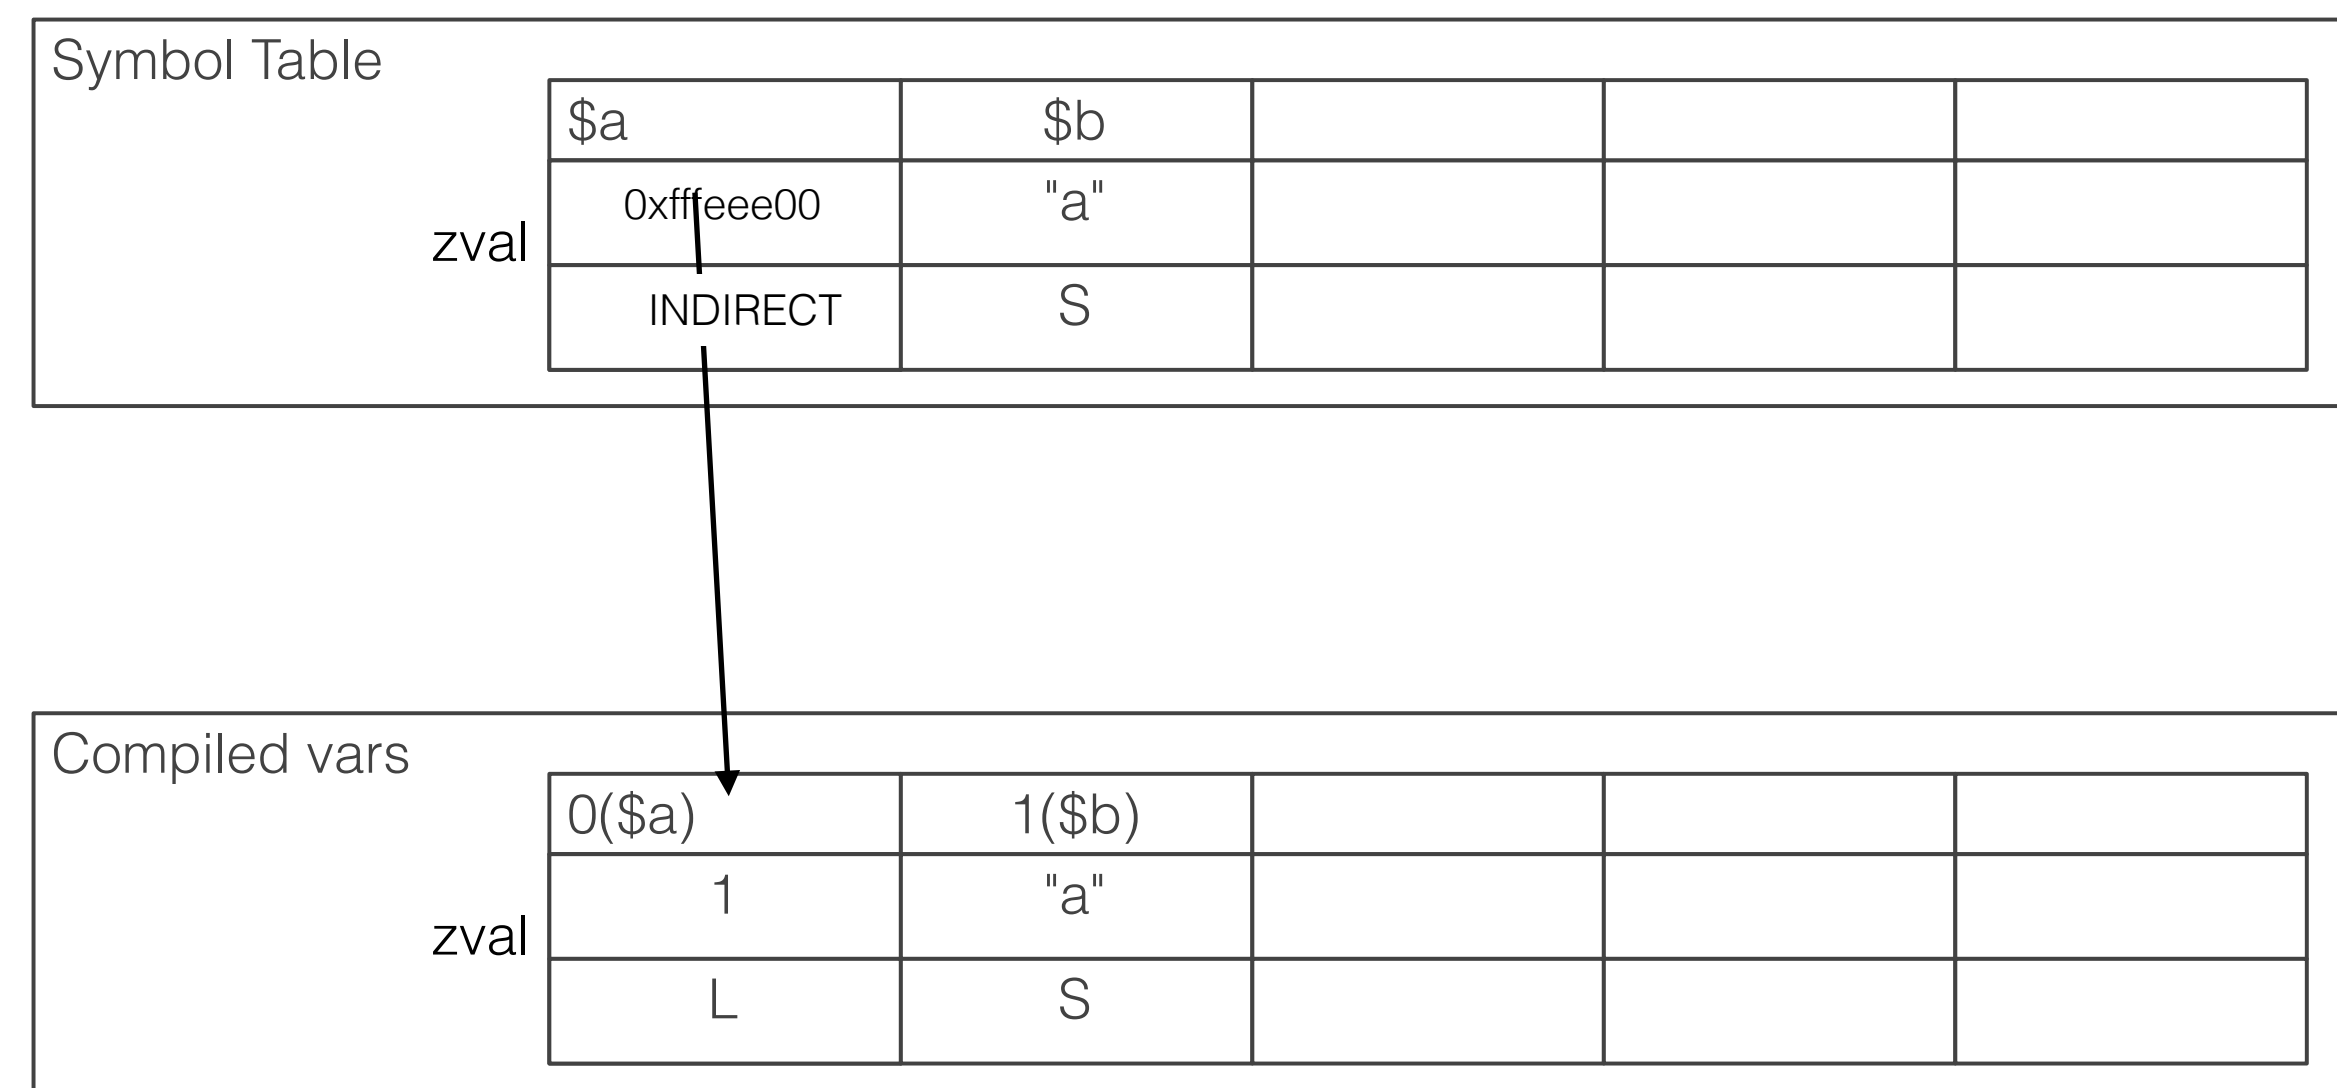 Symbol Table
$a $b
zval
0xfffeee00 "a"
INDIRECT S
Compiled vars
0($a) 1($b)
zval
1 "a"
L S